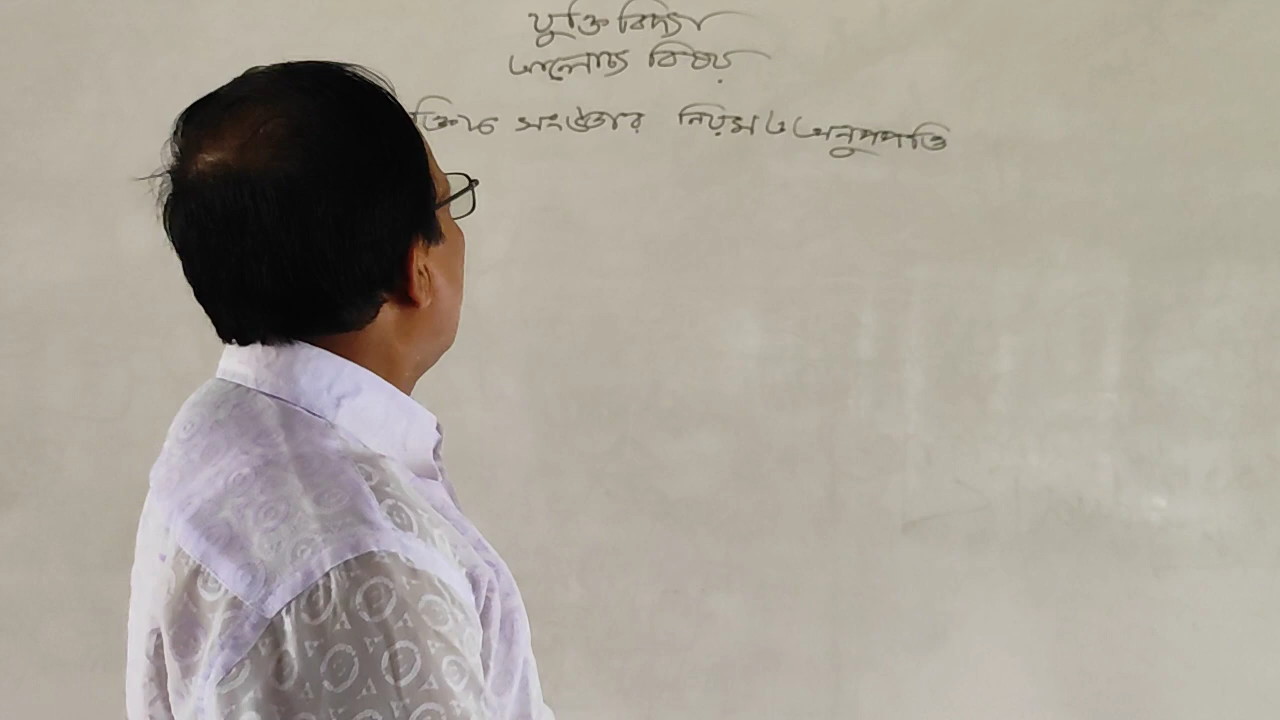 যুক্তি বিদ্যা
আলোচ্য বিষয়
সংজ্ঞার নিয়ম ও অনুপপত্তি